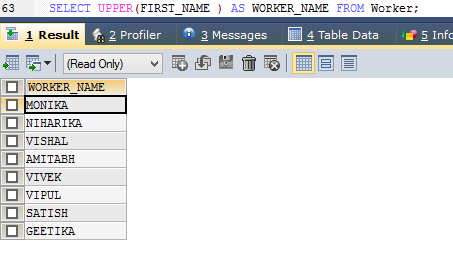 63 SELECT UPPER(FIRST_NAME ) AS WORKER_NAME FROM Worker;
1 Result 2 Profiler 3 Messages 4 Table Data 5 Info
(Read Only)
WORKER_NAME
MONIKA
NIHARIKA
VISHAL
AMITABH
VIVEK
VIPUL
SATISH
GEETIKA